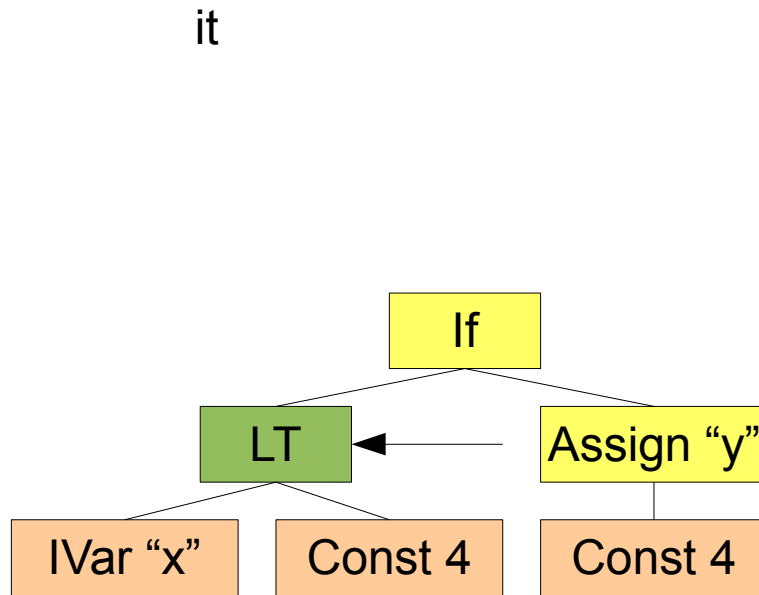 it
If
LT
Assign “y”
IVar “x”
Const 4
Const 4